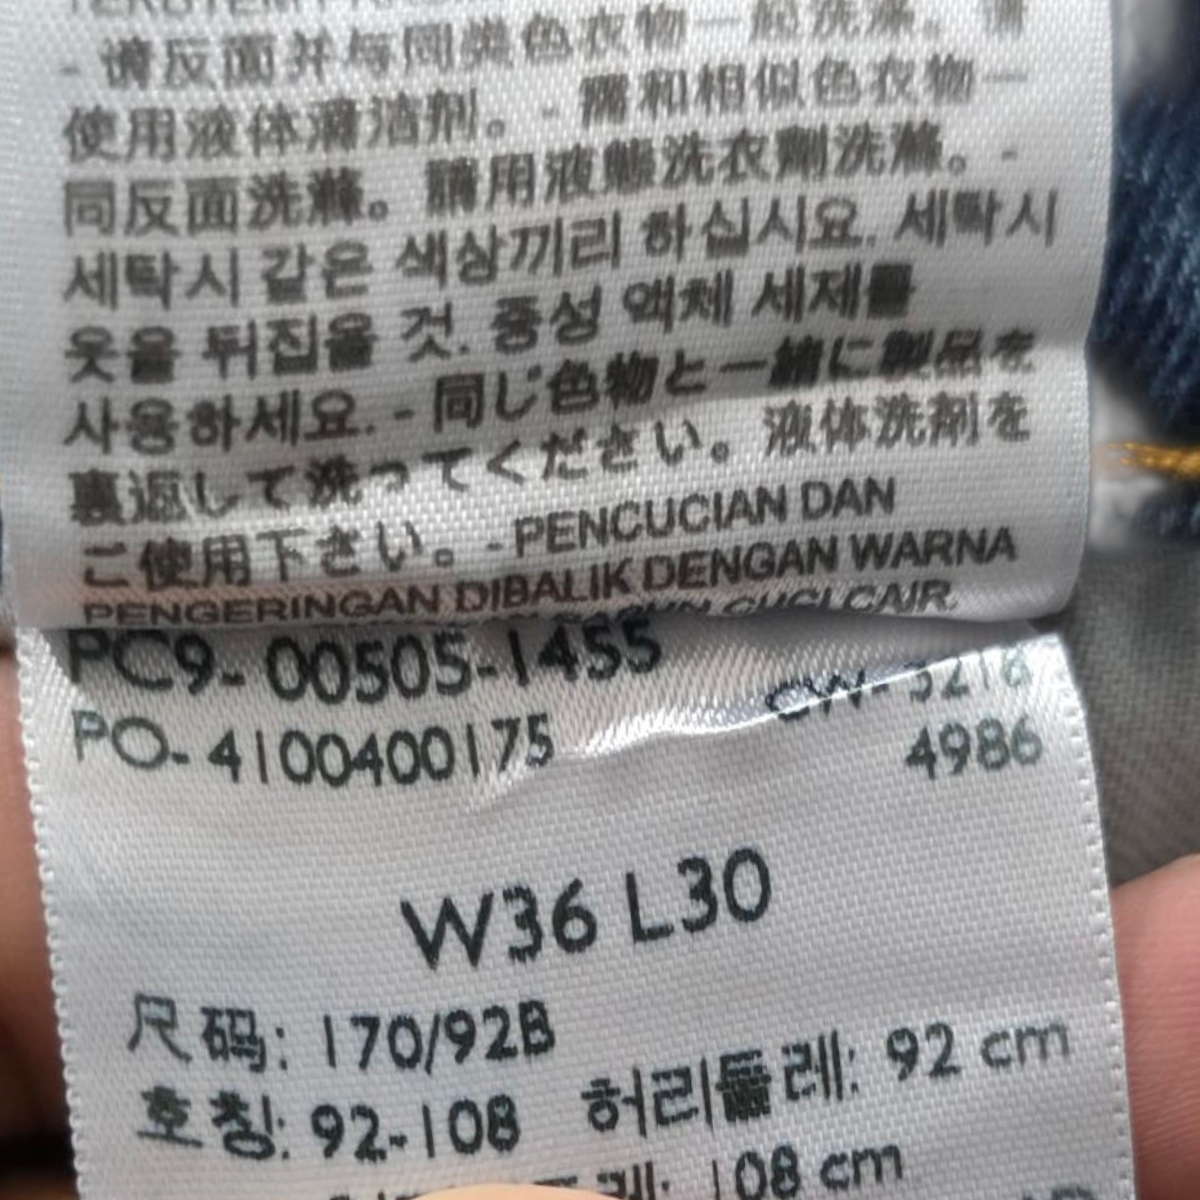 - 请反面并与同类色衣物一起洗涤。请
使用液体清洁剂。- 需和相似色衣物一
同反面洗滌。請用液態洗衣劑洗滌。-
세탁시 같은 색상끼리 하십시요. 세탁시
옷을 뒤집을 것. 중성 액체 세제를
사용하세요. - 同じ色物と一緒に製品を
裏返して洗ってください。液体洗剤を
ご使用下さい。- PENCUCIAN DAN
PENGERINGAN DIBALIK DENGAN WARNA
CUCI CAIR.
PC9- 00505-1455 CW- 3216
PO- 4100400175 4986
W36 L30
尺码: 170/92B
호칭: 92-108 허리둘레: 92 cm
108 cm